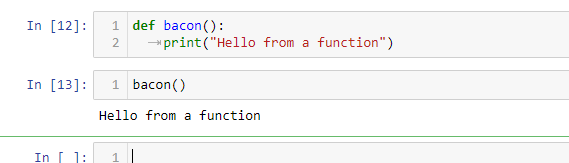 In [12]: 1 def bacon():
2 →print("Hello from a function")
In [13]: 1 bacon()
Hello from a function
In [ ]: 1